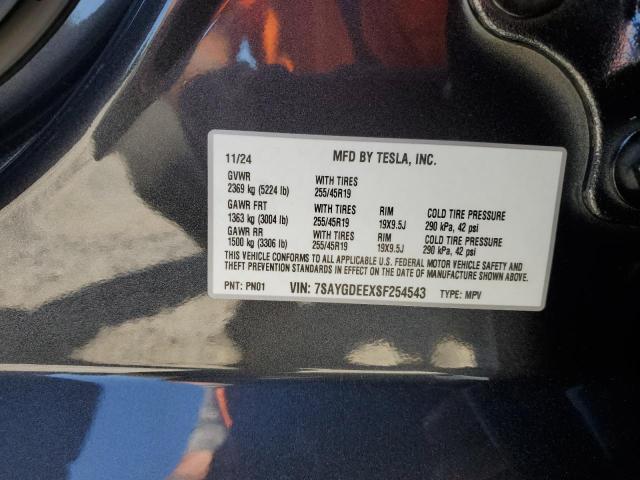 11/24 MFD BY TESLA, INC.
GVWR WITH TIRES
2369 kg (5224 lb) 255/45R19
GAWR FRT WITH TIRES RIM COLD TIRE PRESSURE
1363 kg (3004 lb) 255/45R19 19X9.5J 290 kPa, 42 psi
GAWR RR WITH TIRES RIM COLD TIRE PRESSURE
1500 kg (3306 lb) 255/45R19 19X9.5J 290 kPa, 42 psi
THIS VEHICLE CONFORMS TO ALL APPLICABLE U.S. FEDERAL MOTOR VEHICLE SAFETY AND
THEFT PREVENTION STANDARDS IN EFFECT ON THE DATE OF MANUFACTURE SHOWN ABOVE.
PNT: PN01 VIN: 7SAYGDEEXSF254543 TYPE: MPV